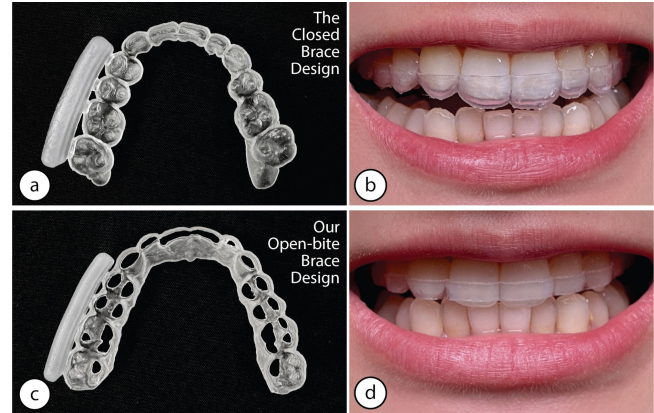 The
Closed
Brace
Design
a
b
Our
Open-bite
Brace
Design
c
d